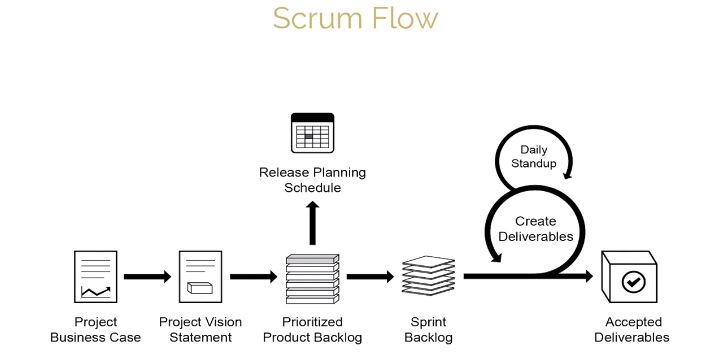 Scrum Flow
Release Planning
Schedule
Daily
Standup
Create
Deliverables
Project
Business Case
Project Vision
Statement
Prioritized
Product Backlog
Sprint
Backlog
Accepted
Deliverables